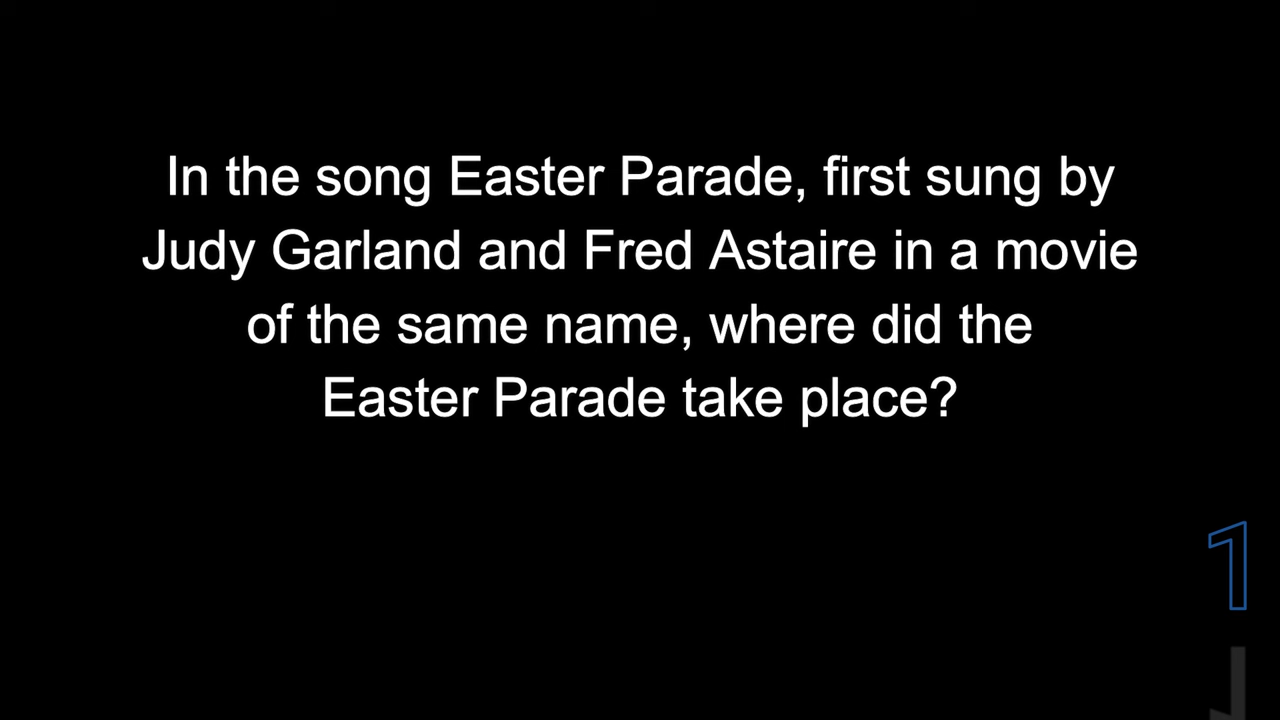 In the song Easter Parade, first sung by
Judy Garland and Fred Astaire in a movie
of the same name, where did the
Easter Parade take place?
1